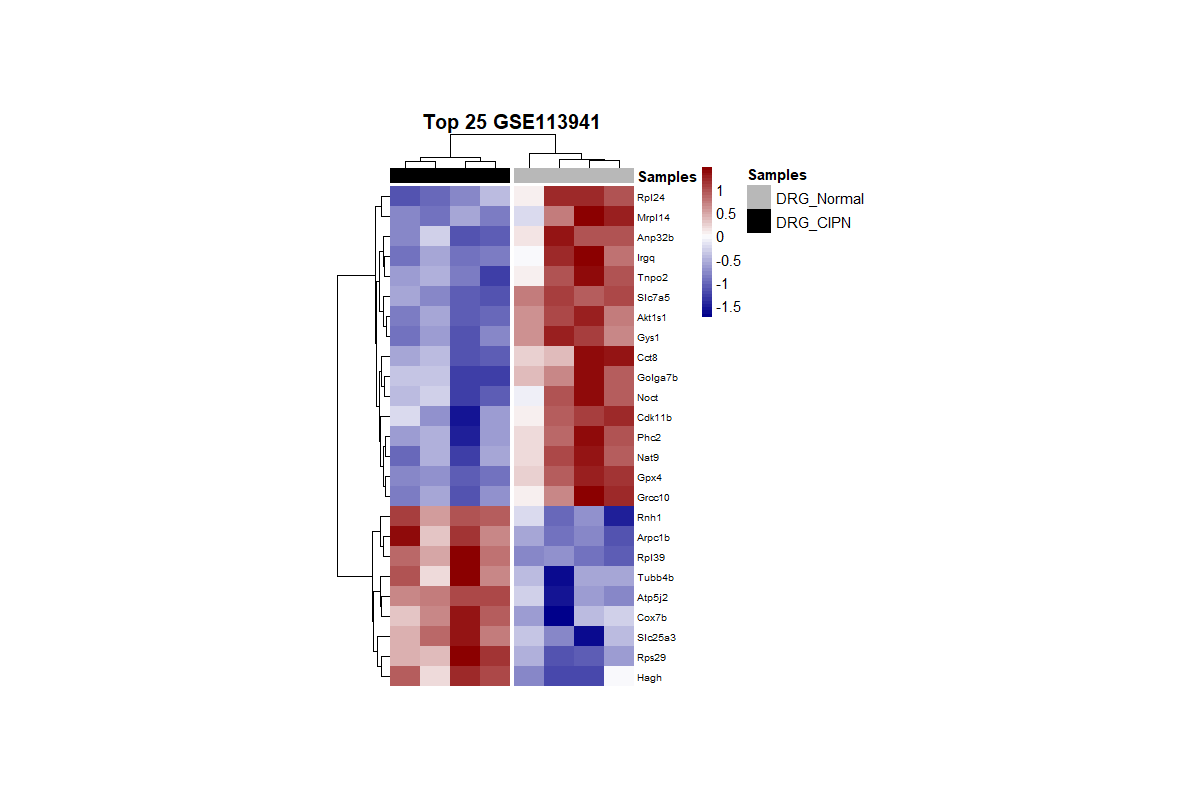 Top 25 GSE113941
Samples
Rpl24
Mrpl14
Anp32b
Irgq
Tnpo2
Slc7a5
Akt1s1
Gys1
Cct8
Golga7b
Noct
Cdk11b
Phc2
Nat9
Gpx4
Grcc10
Rnh1
Arpc1b
Rpl39
Tubb4b
Atp5j2
Cox7b
Slc25a3
Rps29
Hagh
1
0.5
0
-0.5
-1
-1.5
Samples
DRG_Normal
DRG_CIPN